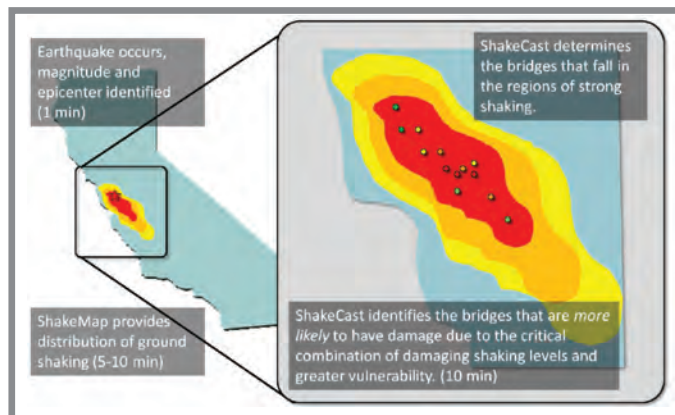 Earthquake occurs,
magnitude and
epicenter identified
(1 min)
ShakeMap provides
distribution of ground
shaking (5-10 min)
ShakeCast determines
the bridges that fall in
the regions of strong
shaking.
ShakeCast identifies the bridges that are more
likely to have damage due to the critical
combination of damaging shaking levels and
greater vulnerability. (10 min)